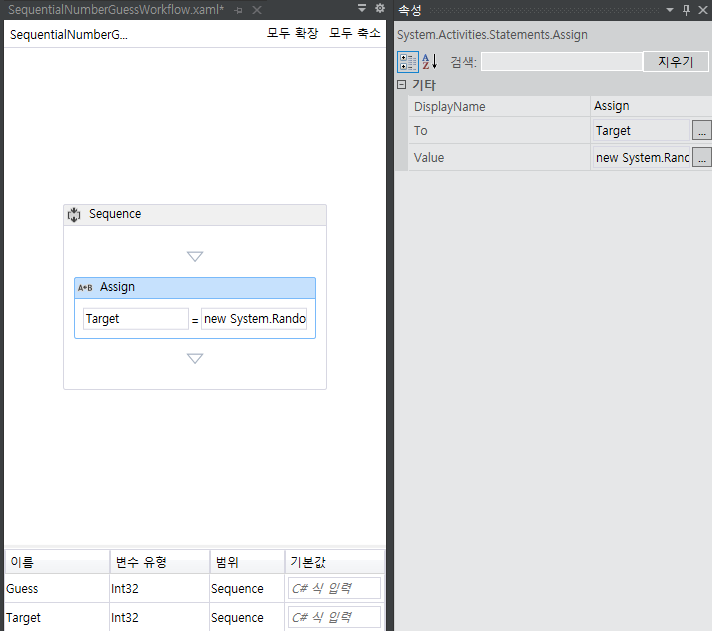 SequentialNumberGuessWorkflow.xaml*
SequentialNumberG... 모두 확장 모두 축소
Sequence
A+B Assign
Target = new System.Rando
이름 변수 유형 범위 기본값
Guess Int32 Sequence C# 식 입력
Target Int32 Sequence C# 식 입력
속성
System.Activities.Statements.Assign
A Z 검색: 지우기
기타
DisplayName Assign
To Target ...
Value new System.Ranc ...